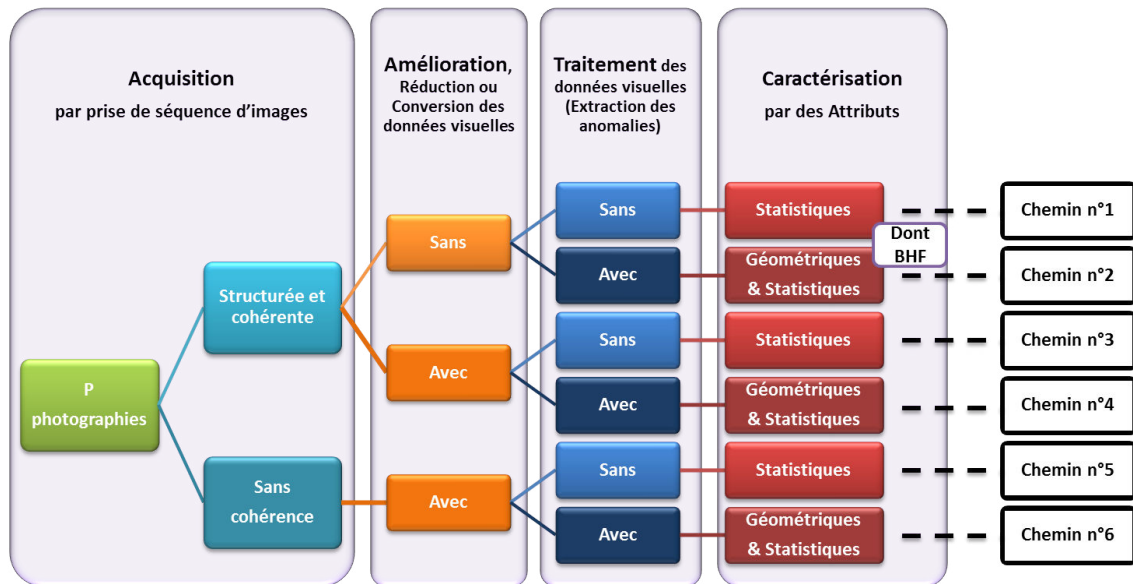 Acquisition
par prise de séquence d'images
Amélioration,
Réduction ou
Conversion des
données visuelles
Traitement des
données visuelles
(Extraction des
anomalies)
Caractérisation
par des Attributs
P
photographies
Structurée et
cohérente
Sans
cohérence
Sans
Avec
Avec
Sans
Avec
Sans
Avec
Sans
Avec
Statistiques
Géométriques
& Statistiques
Statistiques
Géométriques
& Statistiques
Statistiques
Géométriques
& Statistiques
Dont
BHF
Chemin n°1
Chemin n°2
Chemin n°3
Chemin n°4
Chemin n°5
Chemin n°6